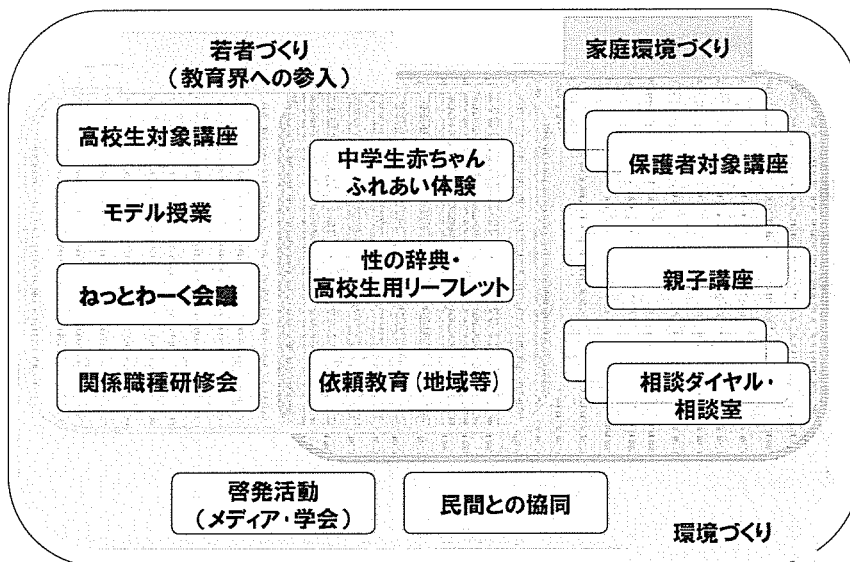 若者づくり
(教育界への参入)
家庭環境づくり
高校生対象講座
モデル授業
ねっとわーく会議
関係職種研修会
中学生赤ちゃん
ふれあい体験
性の辞典・
高校生用リーフレット
依頼教育(地域等)
保護者対象講座
親子講座
相談ダイヤル・
相談室
啓発活動
(メディア・学会)
民間との協同
環境づくり